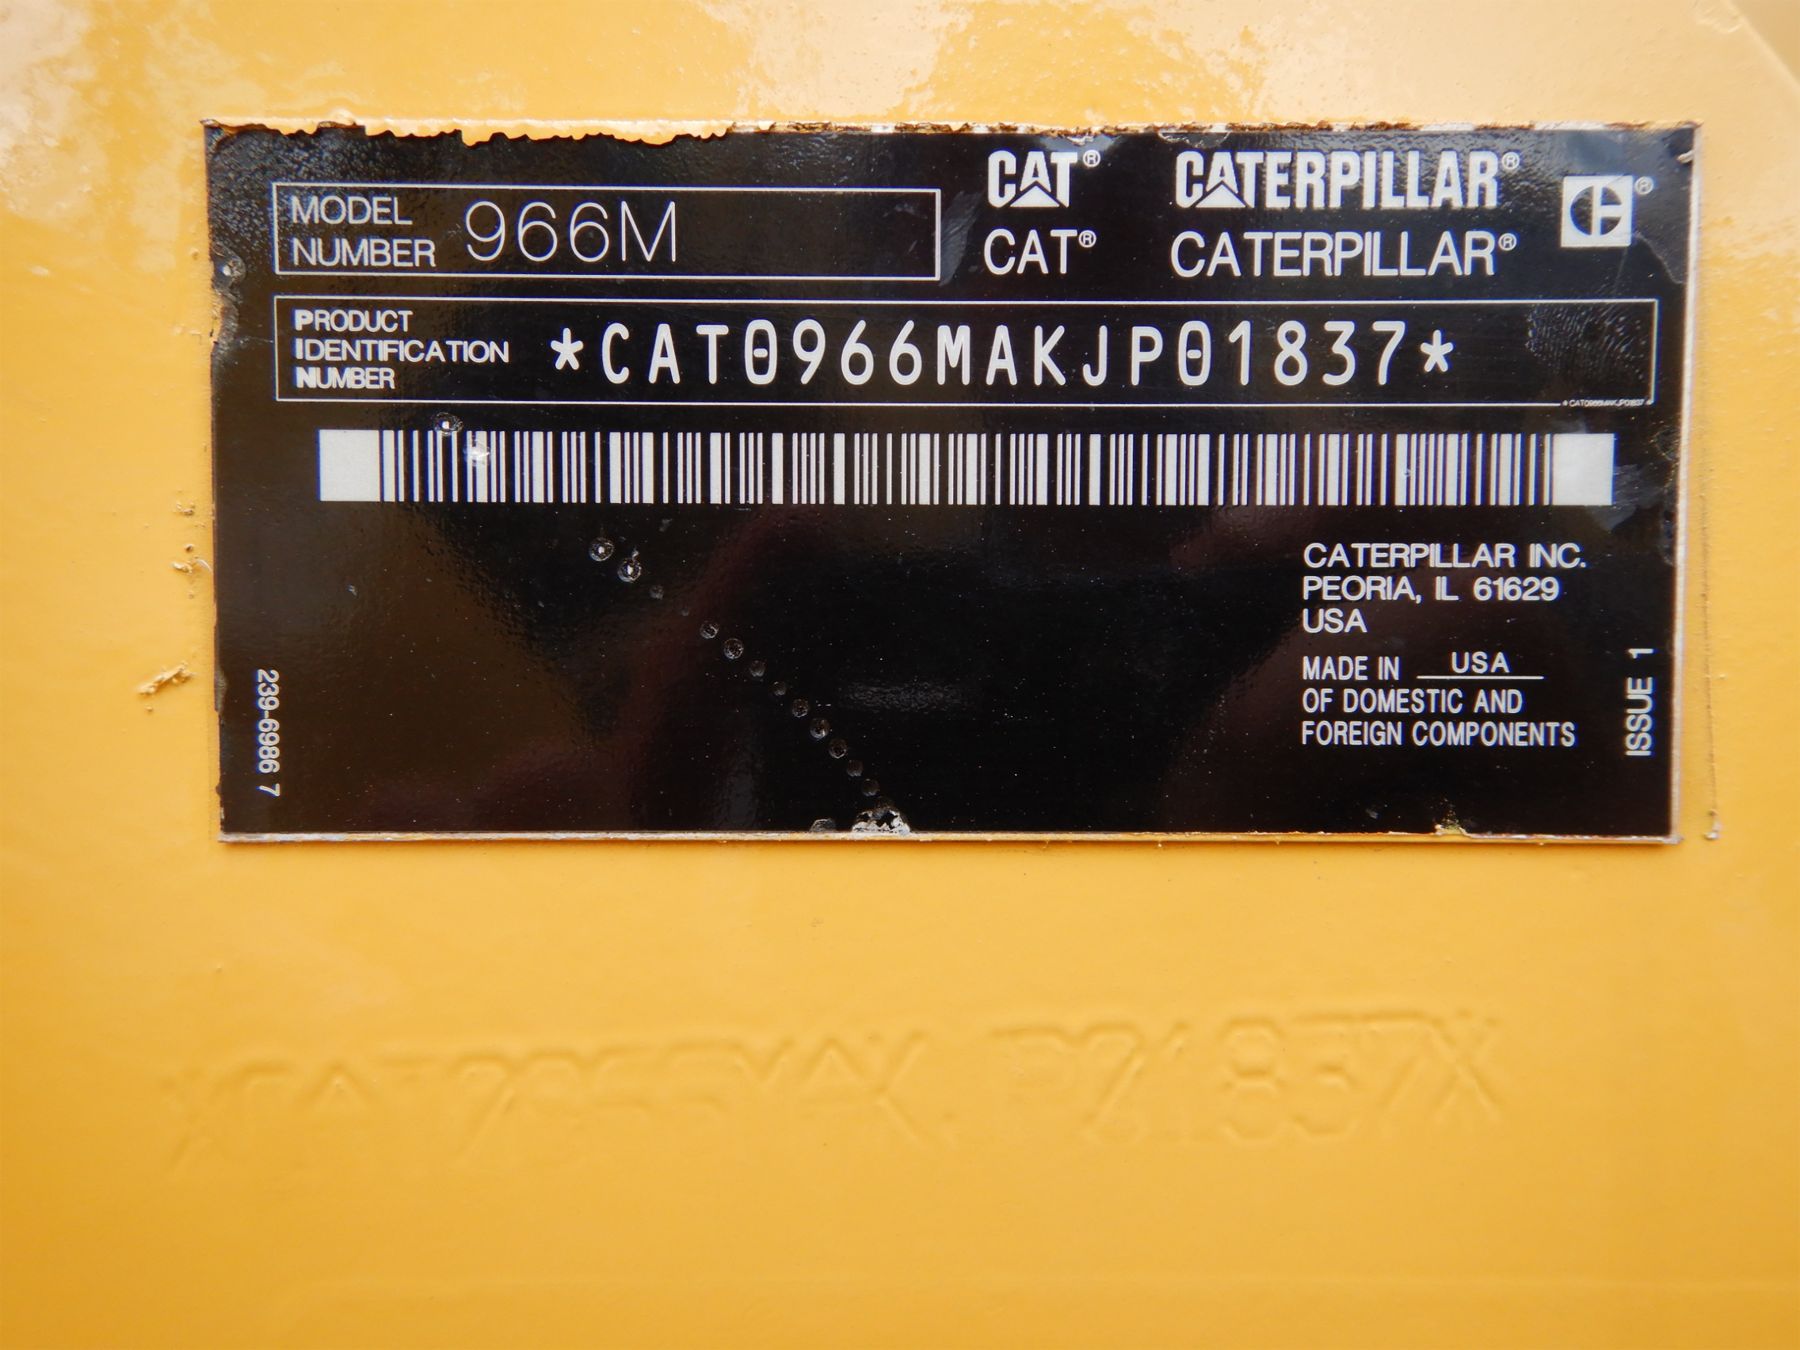 MODEL NUMBER 966M
CAT® CATERPILLAR®
CAT® CATERPILLAR®
PRODUCT
IDENTIFICATION
NUMBER
*CAT0966MAKJP01837*
*CAT0966MAKJP01837*
CATERPILLAR INC.
PEORIA, IL 61629
USA
MADE IN USA
OF DOMESTIC AND
FOREIGN COMPONENTS
ISSUE 1
239-6986 7